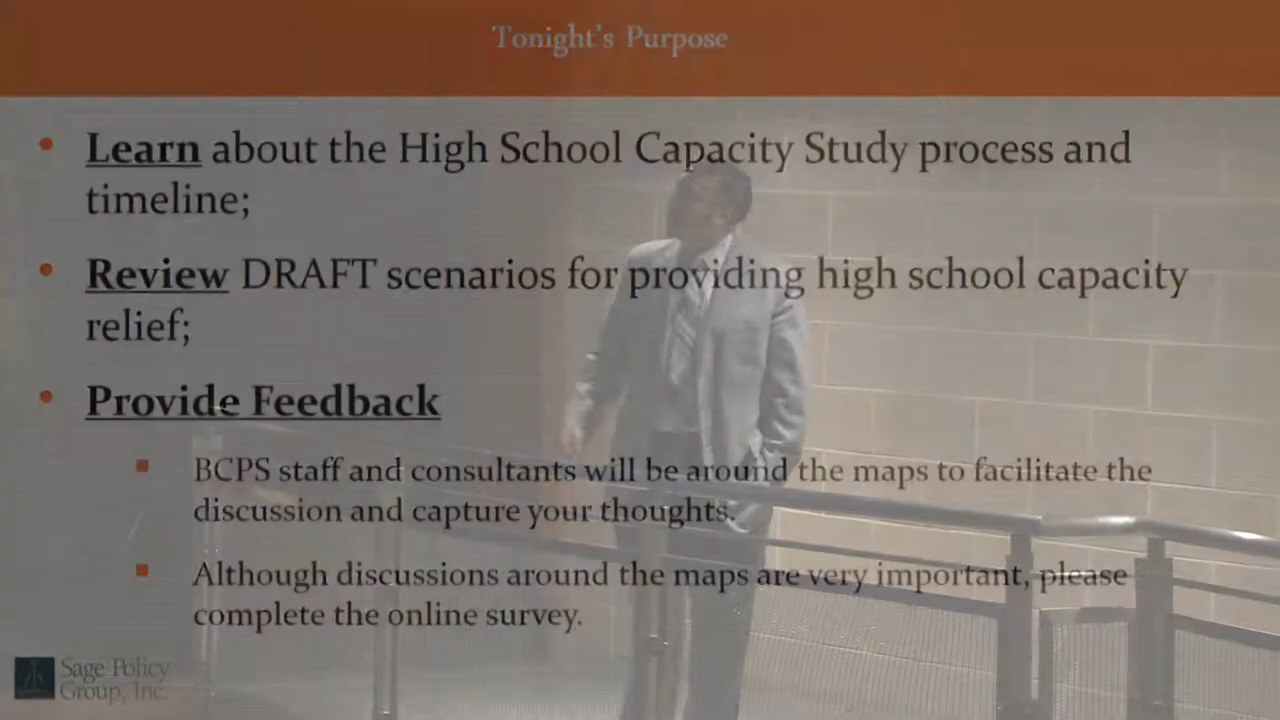 Tonight's Purpose
• Learn about the High School Capacity Study process and
timeline;
• Review DRAFT scenarios for providing high school capacity
relief;
• Provide Feedback
▪ BCPS staff and consultants will be around the maps to facilitate the
discussion and capture your thoughts.
▪ Although discussions around the maps are very important, please
complete the online survey.
Sage Policy
Group, Inc.